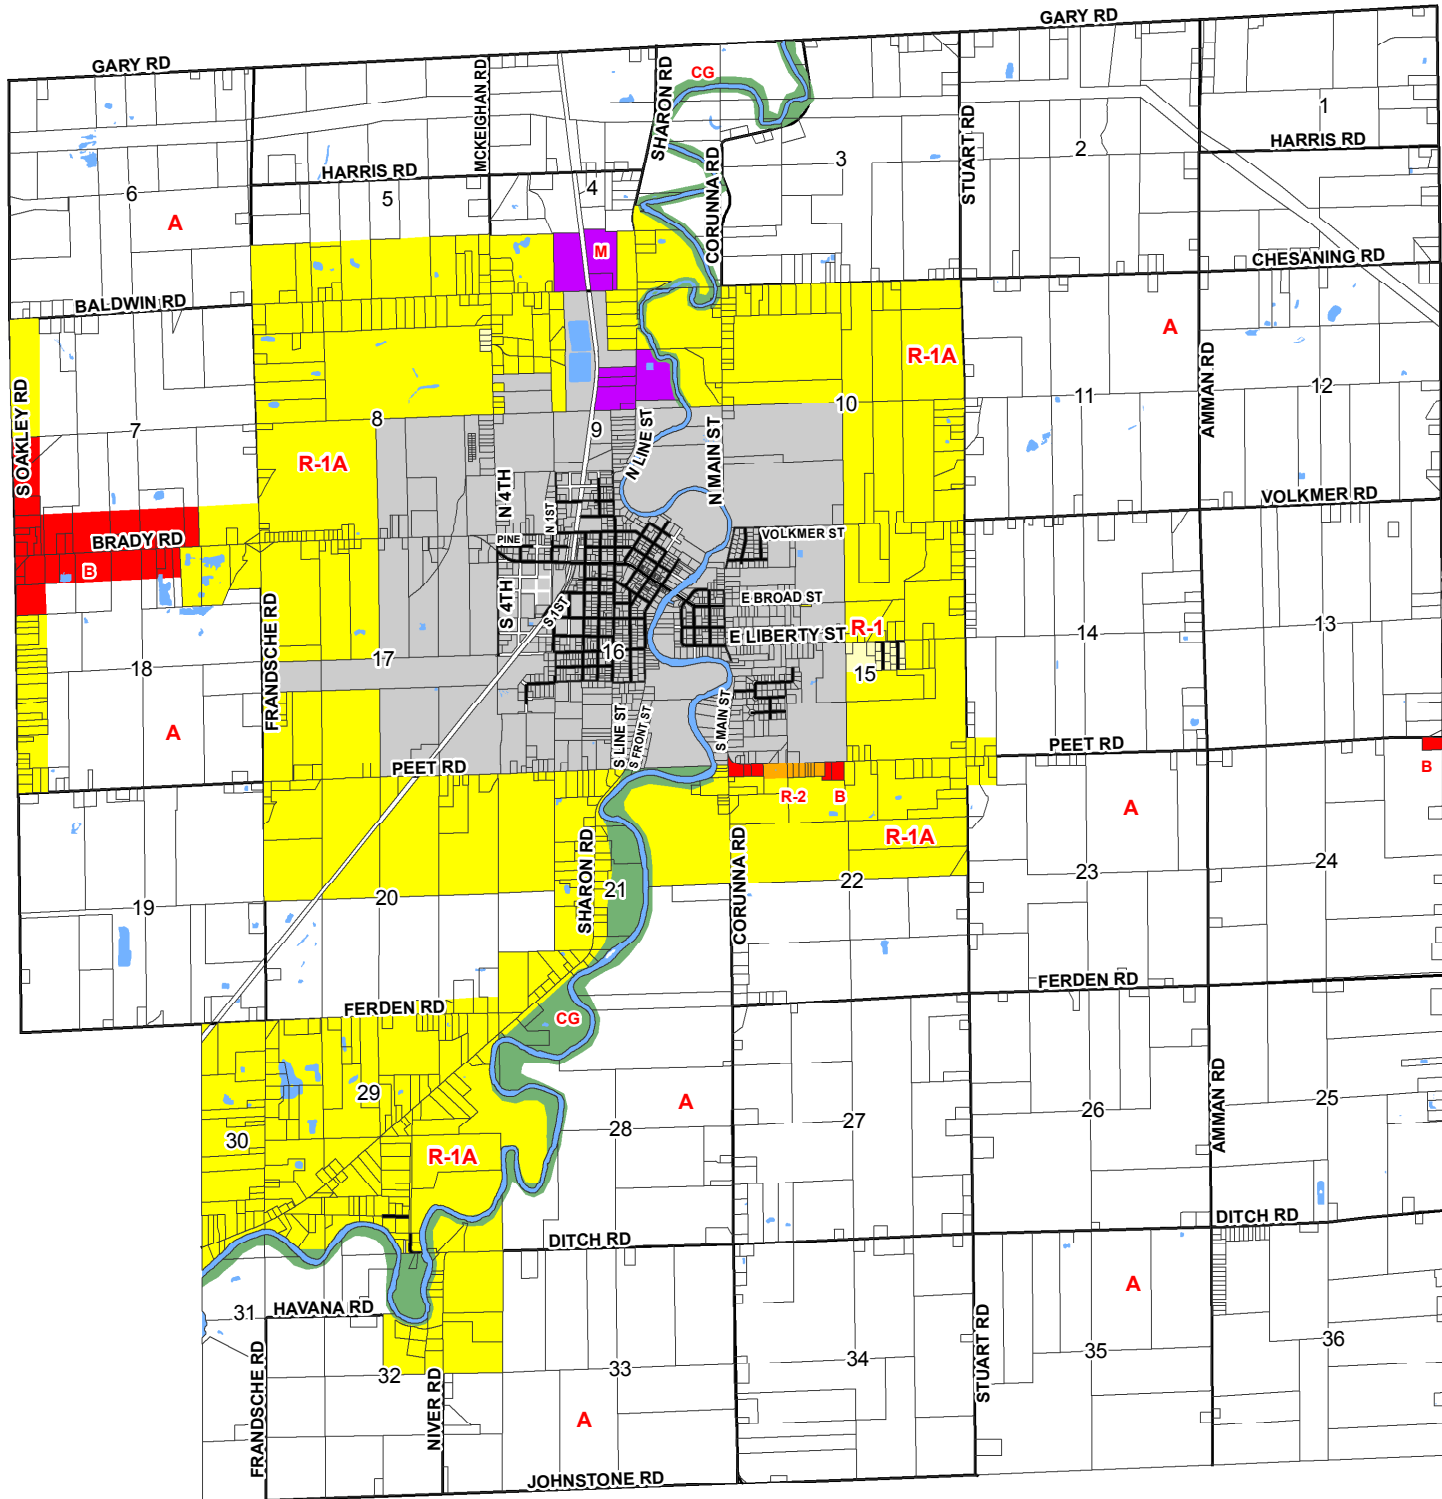 GARY RD
GARY RD
MCKEIGHAN RD
SHARON RD
CG
STUART RD
1
HARRIS RD
HARRIS RD
2
3
4
5
6
A
CORUNNA RD
M
CHESANING RD
BALDWIN RD
A
R-1A
AMMAN RD
S OAKLEY RD
7
8
9
10
11
12
R-1A
N LINE ST
N MAIN ST
N 4TH
N 1ST
VOLKMER RD
BRADY RD
PINE
VOLKMER ST
B
S 4TH
S 1ST
E BROAD ST
E LIBERTY ST
R-1
FRANDSCHE RD
18
17
16
15
14
13
A
S LINE ST
S FRONT ST
S MAIN ST
PEET RD
PEET RD
B
R-2
B
A
R-1A
SHARON RD
CORUNNA RD
19
20
21
22
23
24
FERDEN RD
FERDEN RD
CG
29
30
A
28
27
26
25
AMMAN RD
R-1A
DITCH RD
DITCH RD
31
HAVANA RD
A
FRANDSCHE RD
32
NIVER RD
33
34
STUART RD
35
36
A
JOHNSTONE RD